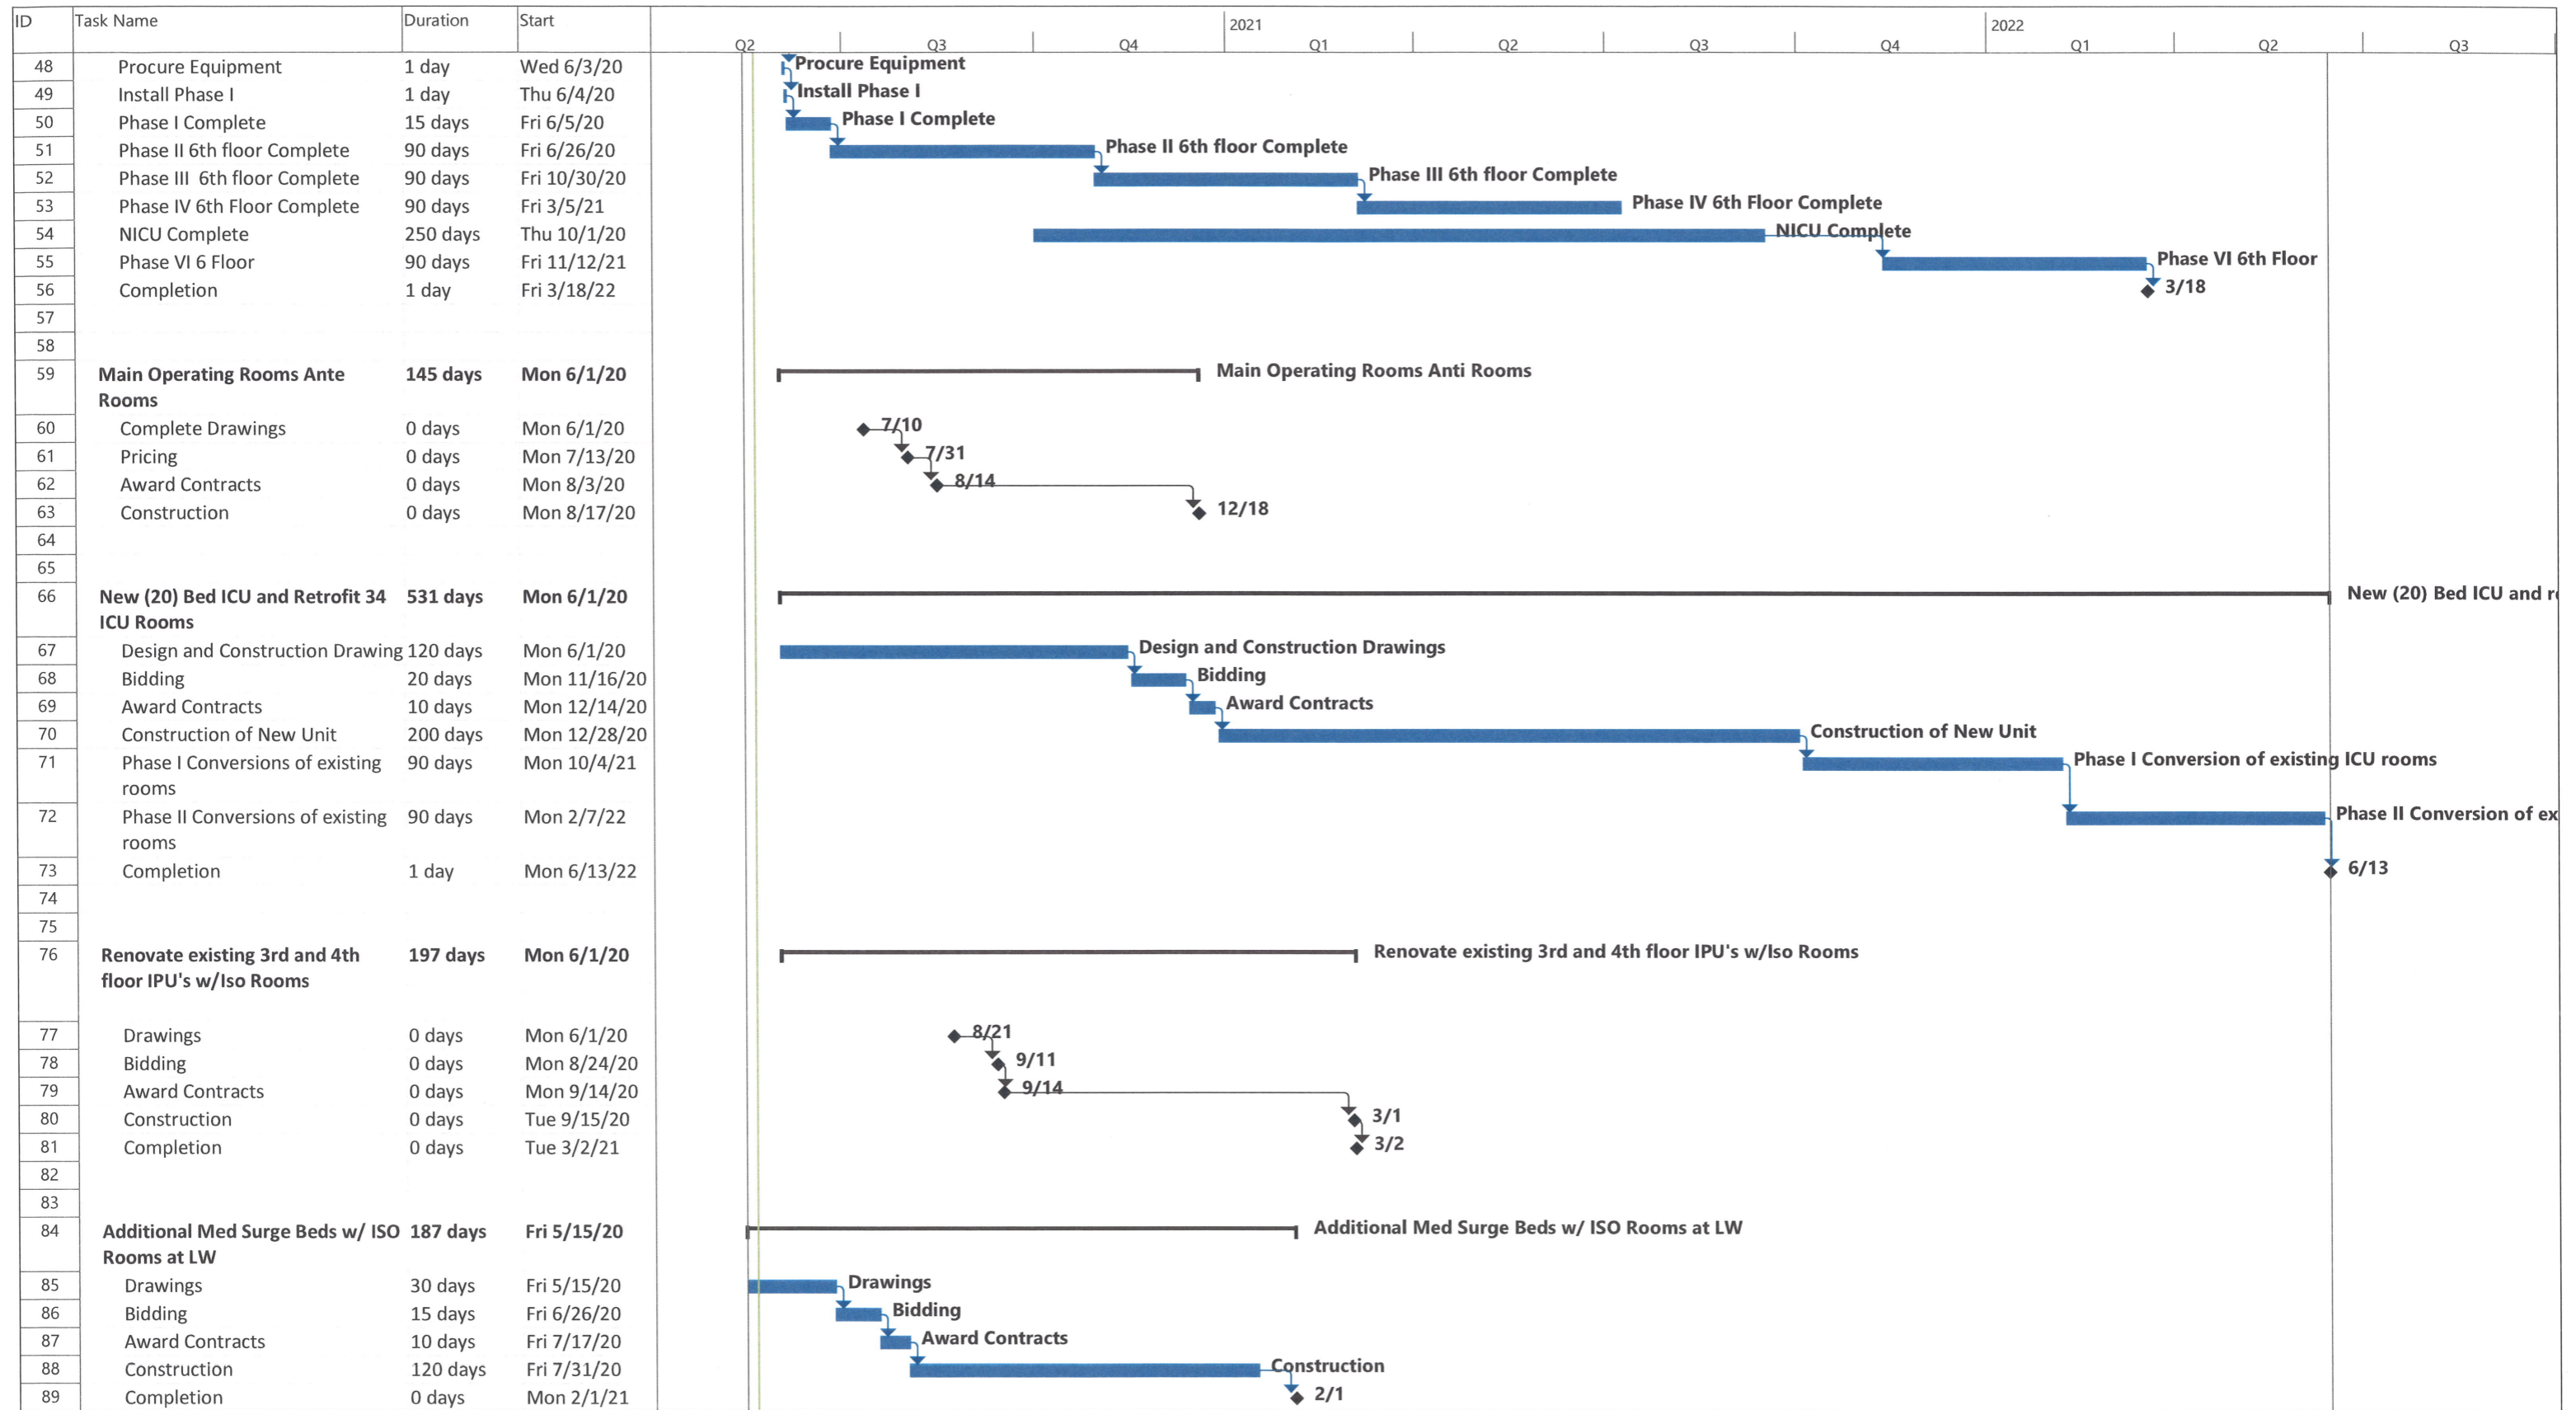 ID Task Name Duration Start 2021 2022
Q2 Q3 Q4 Q1 Q2 Q3 Q4 Q1 Q2 Q3
48 Procure Equipment 1 day Wed 6/3/20 Procure Equipment
49 Install Phase I 1 day Thu 6/4/20 Install Phase I
50 Phase I Complete 15 days Fri 6/5/20 Phase I Complete
51 Phase II 6th floor Complete 90 days Fri 6/26/20 Phase II 6th floor Complete
52 Phase III 6th floor Complete 90 days Fri 10/30/20 Phase III 6th floor Complete
53 Phase IV 6th Floor Complete 90 days Fri 3/5/21 Phase IV 6th Floor Complete
54 NICU Complete 250 days Thu 10/1/20 NICU Complete
55 Phase VI 6 Floor 90 days Fri 11/12/21 Phase VI 6th Floor
56 Completion 1 day Fri 3/18/22 3/18
57
58
59 Main Operating Rooms Ante 145 days Mon 6/1/20 Main Operating Rooms Anti Rooms
Rooms
60 Complete Drawings 0 days Mon 6/1/20 7/10
61 Pricing 0 days Mon 7/13/20 7/31
62 Award Contracts 0 days Mon 8/3/20 8/14
63 Construction 0 days Mon 8/17/20 12/18
64
65
66 New (20) Bed ICU and Retrofit 34 531 days Mon 6/1/20 New (20) Bed ICU and r
ICU Rooms
67 Design and Construction Drawing 120 days Mon 6/1/20 Design and Construction Drawings
68 Bidding 20 days Mon 11/16/20 Bidding
69 Award Contracts 10 days Mon 12/14/20 Award Contracts
70 Construction of New Unit 200 days Mon 12/28/20 Construction of New Unit
71 Phase I Conversions of existing 90 days Mon 10/4/21 Phase I Conversion of existing ICU rooms
rooms
72 Phase II Conversions of existing 90 days Mon 2/7/22 Phase II Conversion of ex
rooms
73 Completion 1 day Mon 6/13/22 6/13
74
75
76 Renovate existing 3rd and 4th 197 days Mon 6/1/20 Renovate existing 3rd and 4th floor IPU's w/Iso Rooms
floor IPU's w/Iso Rooms
77 Drawings 0 days Mon 6/1/20 8/21
78 Bidding 0 days Mon 8/24/20 9/11
79 Award Contracts 0 days Mon 9/14/20 9/14
80 Construction 0 days Tue 9/15/20 3/1
81 Completion 0 days Tue 3/2/21 3/2
82
83
84 Additional Med Surge Beds w/ ISO 187 days Fri 5/15/20 Additional Med Surge Beds w/ ISO Rooms at LW
Rooms at LW
85 Drawings 30 days Fri 5/15/20 Drawings
86 Bidding 15 days Fri 6/26/20 Bidding
87 Award Contracts 10 days Fri 7/17/20 Award Contracts
88 Construction 120 days Fri 7/31/20 Construction
89 Completion 0 days Mon 2/1/21 2/1